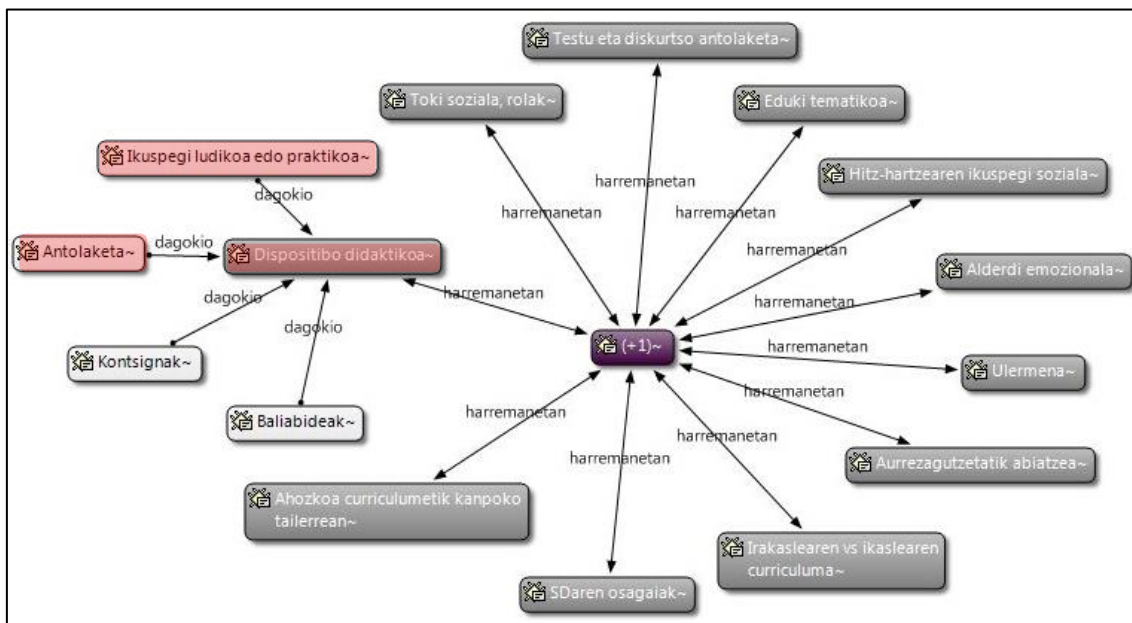 Testu eta diskurtso antolaketa~
Toki soziala, rolak~
Eduki tematikoa~
Ikuspegi ludikoa edo praktikoa~
Hitz-hartzearen ikuspegi soziala~
dagokio
harremanetan
harremanetan
harremanetan
Antolaketa~
dagokio
Dispositibo didaktikoa~
harremanetan
Alderdi emozionala~
dagokio
harremanetan
harremanetan
dagokio
(+1)~
harremanetan
Kontsignak~
Ulermena~
harremanetan
Baliabideak~
harremanetan
harremanetan
harremanetan
Aurrezagutzetatik abiatzea~
Ahozkoa curriculumetik kanpoko
tailerrean~
Irakaslearen vs ikaslearen
curriculuma~
SDaren osagaiak~